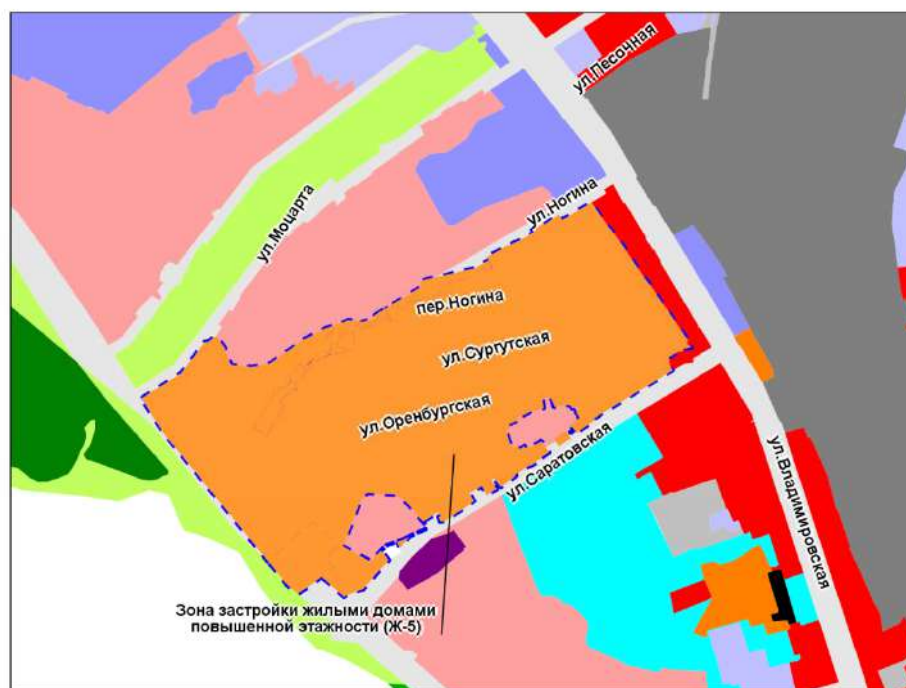 ул.Песочная
ул.Моцарта
ул.Ногина
пер.Ногина
ул.Сургутская
ул.Оренбургская
ул.Саратовская
ул.Владимировская
Зона застройки жилыми домами
повышенной этажности (Ж-5)